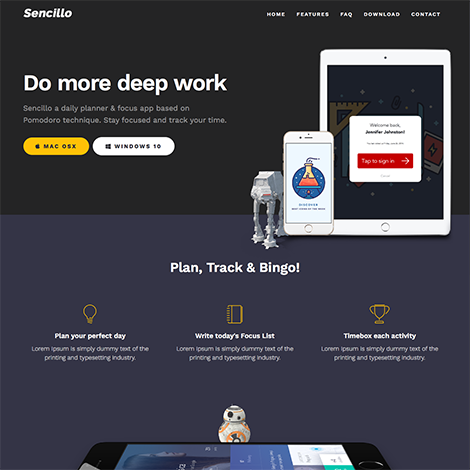 Sencillo
HOME FEATURES FAQ DOWNLOAD CONTACT
Do more deep work
Sencillo a daily planner & focus app based on
Pomodoro technique. Stay focused and track your time.
MAC OSX
WINDOWS 10
Welcome back,
Jennifer Johnston!
Tap to sign in
Cancel
DISCOVER
Plan, Track & Bingo!
Plan your perfect day
Lorem Ipsum is simply dummy text of the
printing and typesetting industry.
Write today's Focus List
Lorem Ipsum is simply dummy text of the
printing and typesetting industry.
Timebox each activity
Lorem Ipsum is simply dummy text of the
printing and typesetting industry.